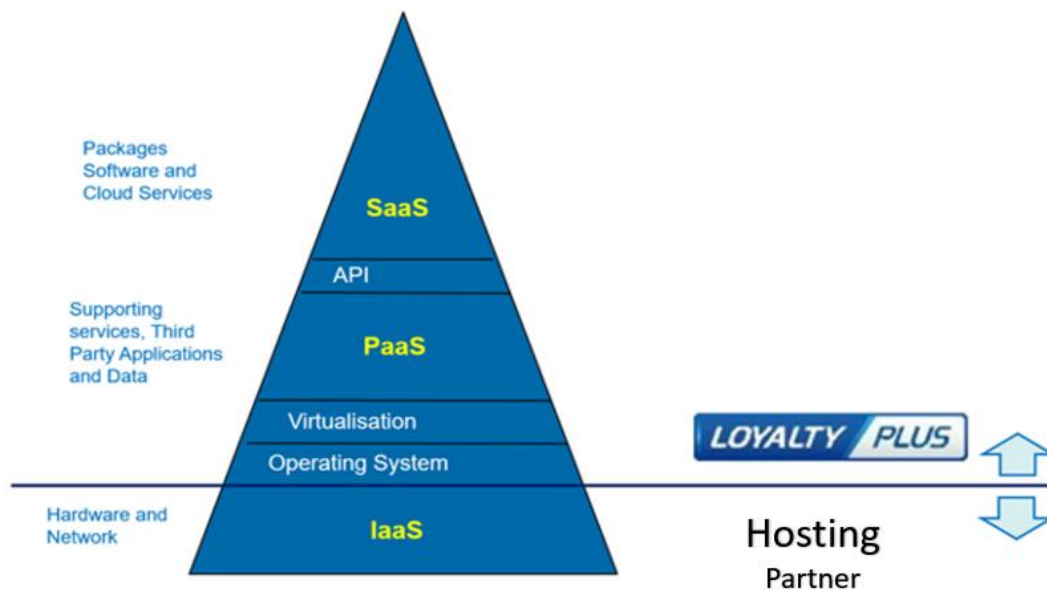 Packages
Software and
Cloud Services
SaaS
API
Supporting
services, Third
Party Applications
and Data
PaaS
Virtualisation
LOYALTY PLUS
Operating System
Hardware and
Network
IaaS
Hosting
Partner